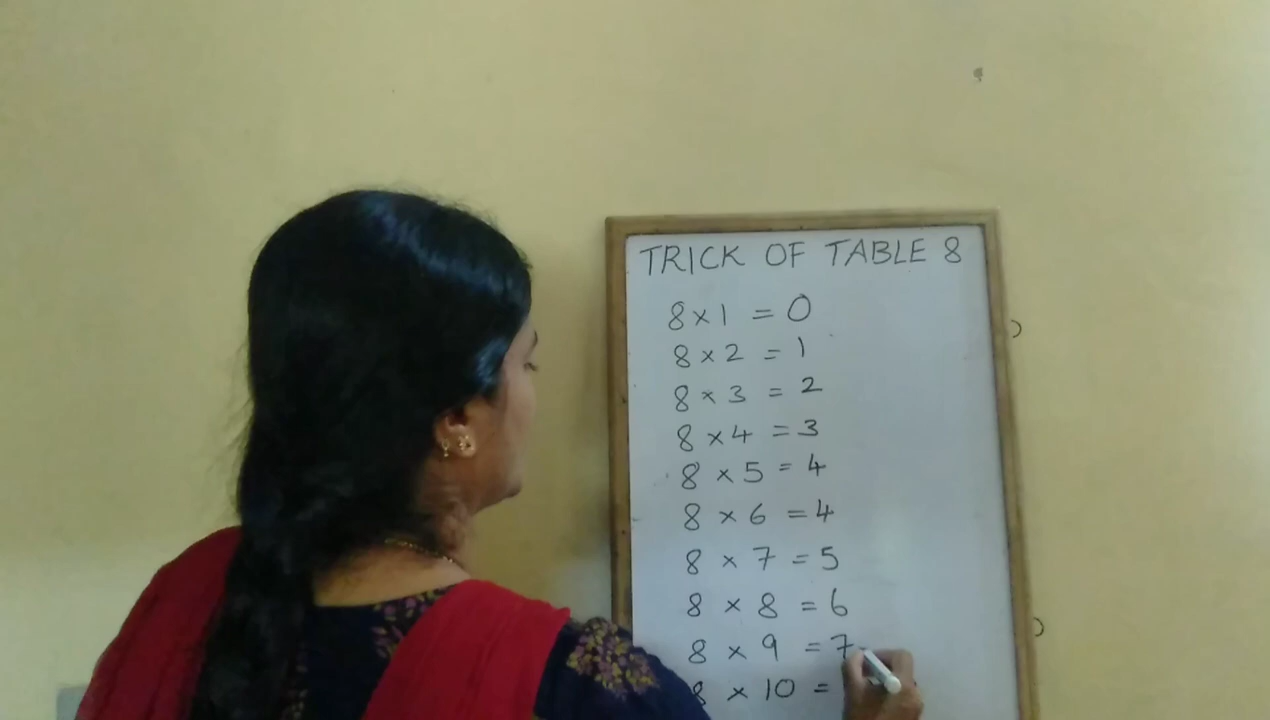 TRICK OF TABLE 8
8 × 1 = 0
8 × 2 = 1
8 × 3 = 2
8 × 4 = 3
8 × 5 = 4
8 × 6 = 4
8 × 7 = 5
8 × 8 = 6
8 × 9 = 7
8 × 10 =